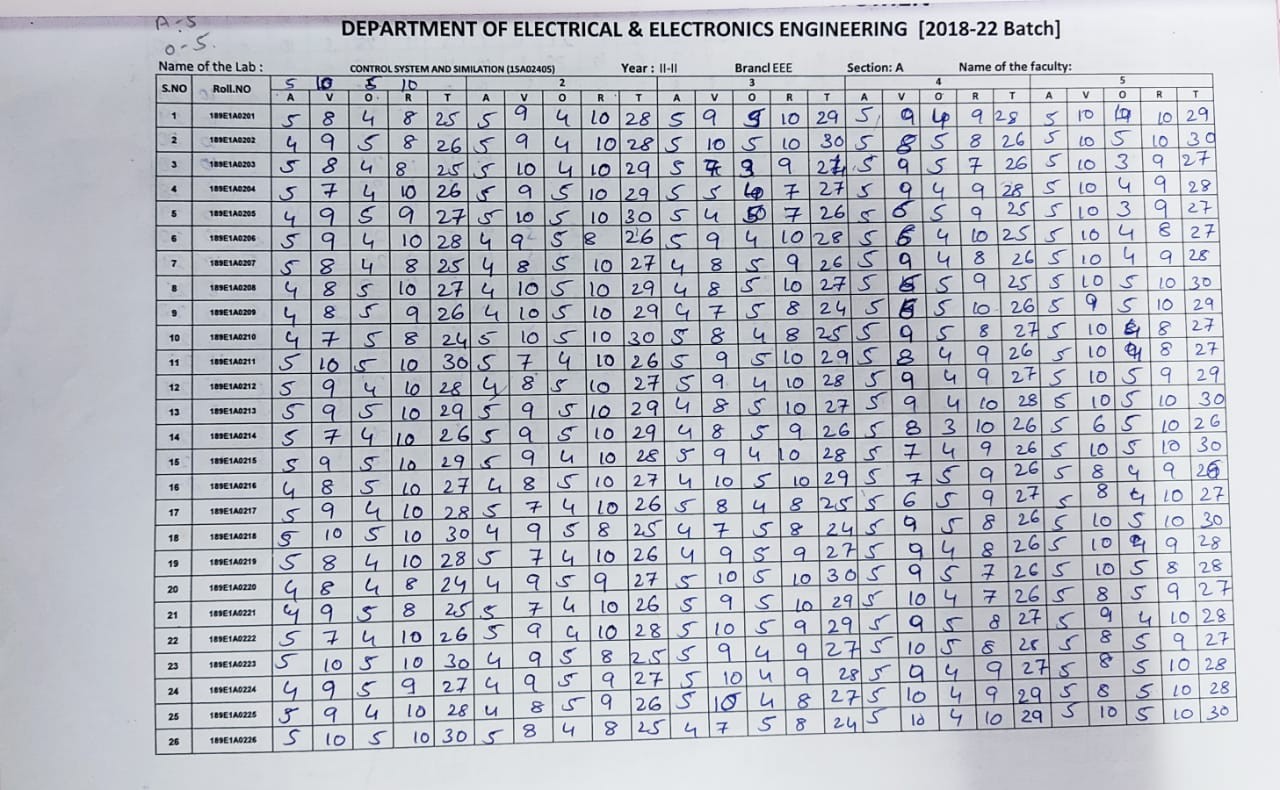 A-5
O-5.
DEPARTMENT OF ELECTRICAL & ELECTRONICS ENGINEERING [2018-22 Batch]
Name of the Lab : CONTROL SYSTEM AND SIMILATION (15A02405) Year : II-II Brancl EEE Section: A Name of the faculty:
5 10 5 10
S.NO Roll.NO 2 3 4 5
A V O R T A V O R T A V O R T A V O R T A V O R T
1 189E1A0201 5 8 4 8 25 5 9 4 10 28 5 9 5 10 29 5 9 4 9 28 5 10 4 10 29
2 189E1A0202 4 9 5 8 26 5 9 4 10 28 5 10 5 10 30 5 8 5 8 26 5 10 5 10 30
3 189E1A0203 5 8 4 8 25 5 10 4 10 29 5 7 3 9 24 5 9 5 7 26 5 10 3 9 27
4 189E1A0204 5 7 4 10 26 5 9 5 10 29 5 5 7 27 5 9 4 9 28 5 10 4 9 28
5 189E1A0205 4 9 5 9 27 5 10 5 10 30 5 4 7 26 5 6 5 9 25 5 10 3 9 27
6 189E1A0206 5 9 4 10 28 4 9 5 8 26 5 9 4 10 28 5 6 4 10 25 5 10 4 8 27
7 189E1A0207 5 8 4 8 25 4 8 5 10 27 4 8 5 9 26 5 9 4 8 26 5 10 4 9 28
8 189E1A0208 4 8 5 10 27 4 10 5 10 29 4 8 5 10 27 5 6 5 9 25 5 10 5 10 30
9 189E1A0209 4 8 5 9 26 4 10 5 10 29 4 7 5 8 24 5 6 5 10 26 5 9 5 10 29
10 189E1A0210 4 7 5 8 24 5 10 5 10 30 5 8 4 8 25 5 9 5 8 27 5 10 4 8 27
11 189E1A0211 5 10 5 10 30 5 7 4 10 26 5 9 5 10 29 5 8 4 9 26 5 10 4 8 27
12 189E1A0212 5 9 4 10 28 4 8 5 10 27 5 9 4 10 28 5 9 4 9 27 5 10 5 9 29
13 189E1A0213 5 9 5 10 29 5 9 5 10 29 4 8 5 10 27 5 9 4 10 28 5 10 5 10 30
14 189E1A0214 5 7 4 10 26 5 9 5 10 29 4 8 5 9 26 5 8 3 10 26 5 6 5 10 26
15 189E1A0215 5 9 5 10 29 5 9 4 10 28 5 9 4 10 28 5 7 4 9 26 5 10 5 10 30
16 189E1A0216 4 8 5 10 27 4 8 5 10 27 4 10 5 10 29 5 7 5 9 26 5 8 4 9 26
17 189E1A0217 5 9 4 10 28 5 7 4 10 26 5 8 4 8 25 5 6 5 9 27 5 8 4 10 27
18 189E1A0218 5 10 5 10 30 4 9 5 8 25 4 7 5 8 24 5 9 5 8 26 5 10 5 10 30
19 189E1A0219 5 8 4 10 28 5 7 4 10 26 4 9 5 9 27 5 9 4 8 26 5 10 4 9 28
20 189E1A0220 4 8 4 8 24 4 9 5 9 27 5 10 5 10 30 5 9 5 7 26 5 10 5 8 28
21 189E1A0221 4 9 5 8 25 5 7 4 10 26 5 9 5 10 29 5 10 4 7 26 5 8 5 9 27
22 189E1A0222 5 7 4 10 26 5 9 4 10 28 5 10 5 9 29 5 9 5 8 27 5 9 4 10 28
23 189E1A0223 5 10 5 10 30 4 9 5 8 25 5 9 4 9 27 5 10 5 8 28 5 8 5 9 27
24 189E1A0224 4 9 5 9 27 4 9 5 9 27 5 10 4 9 28 5 9 4 9 27 5 8 5 10 28
25 189E1A0225 5 9 4 10 28 4 8 5 9 26 5 10 4 8 27 5 10 4 9 29 5 8 5 10 28
26 189E1A0226 5 10 5 10 30 5 8 4 8 25 4 7 5 8 24 5 10 4 10 29 5 10 5 10 30